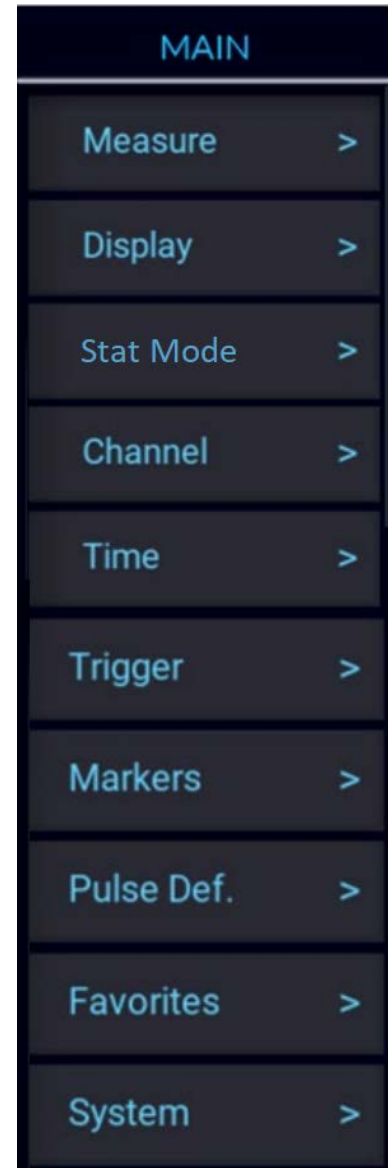 MAIN
Measure >
Display >
Stat Mode >
Channel >
Time >
Trigger >
Markers >
Pulse Def. >
Favorites >
System >